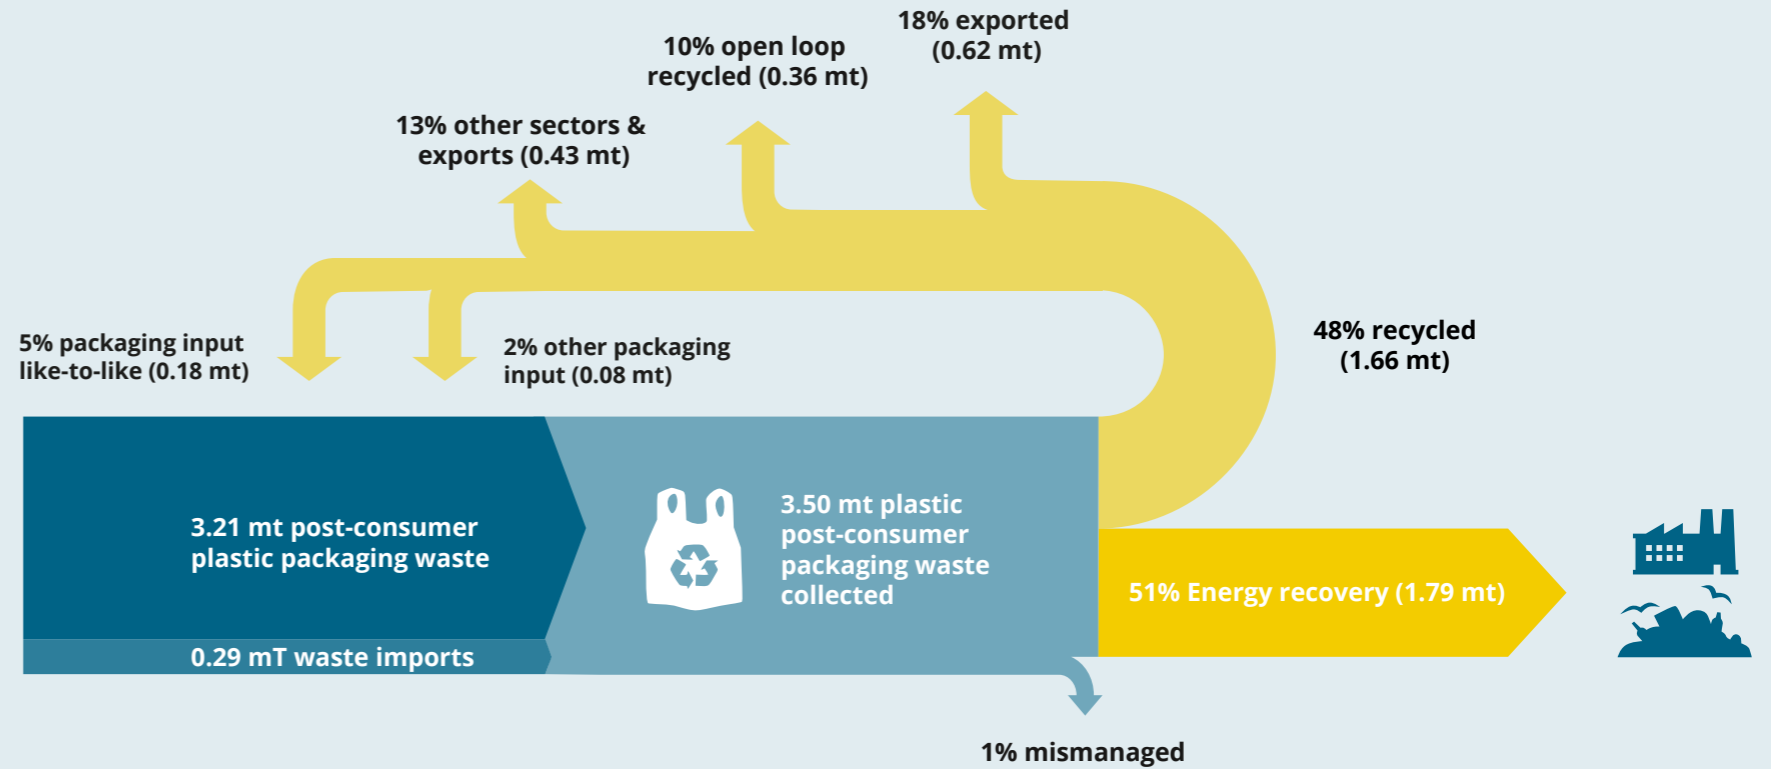 18% exported
(0.62 mt)
10% open loop
recycled (0.36 mt)
13% other sectors &
exports (0.43 mt)
5% packaging input
like-to-like (0.18 mt)
2% other packaging
input (0.08 mt)
48% recycled
(1.66 mt)
3.21 mt post-consumer
plastic packaging waste
3.50 mt plastic
post-consumer
packaging waste
collected
51% Energy recovery (1.79 mt)
0.29 mT waste imports
1% mismanaged